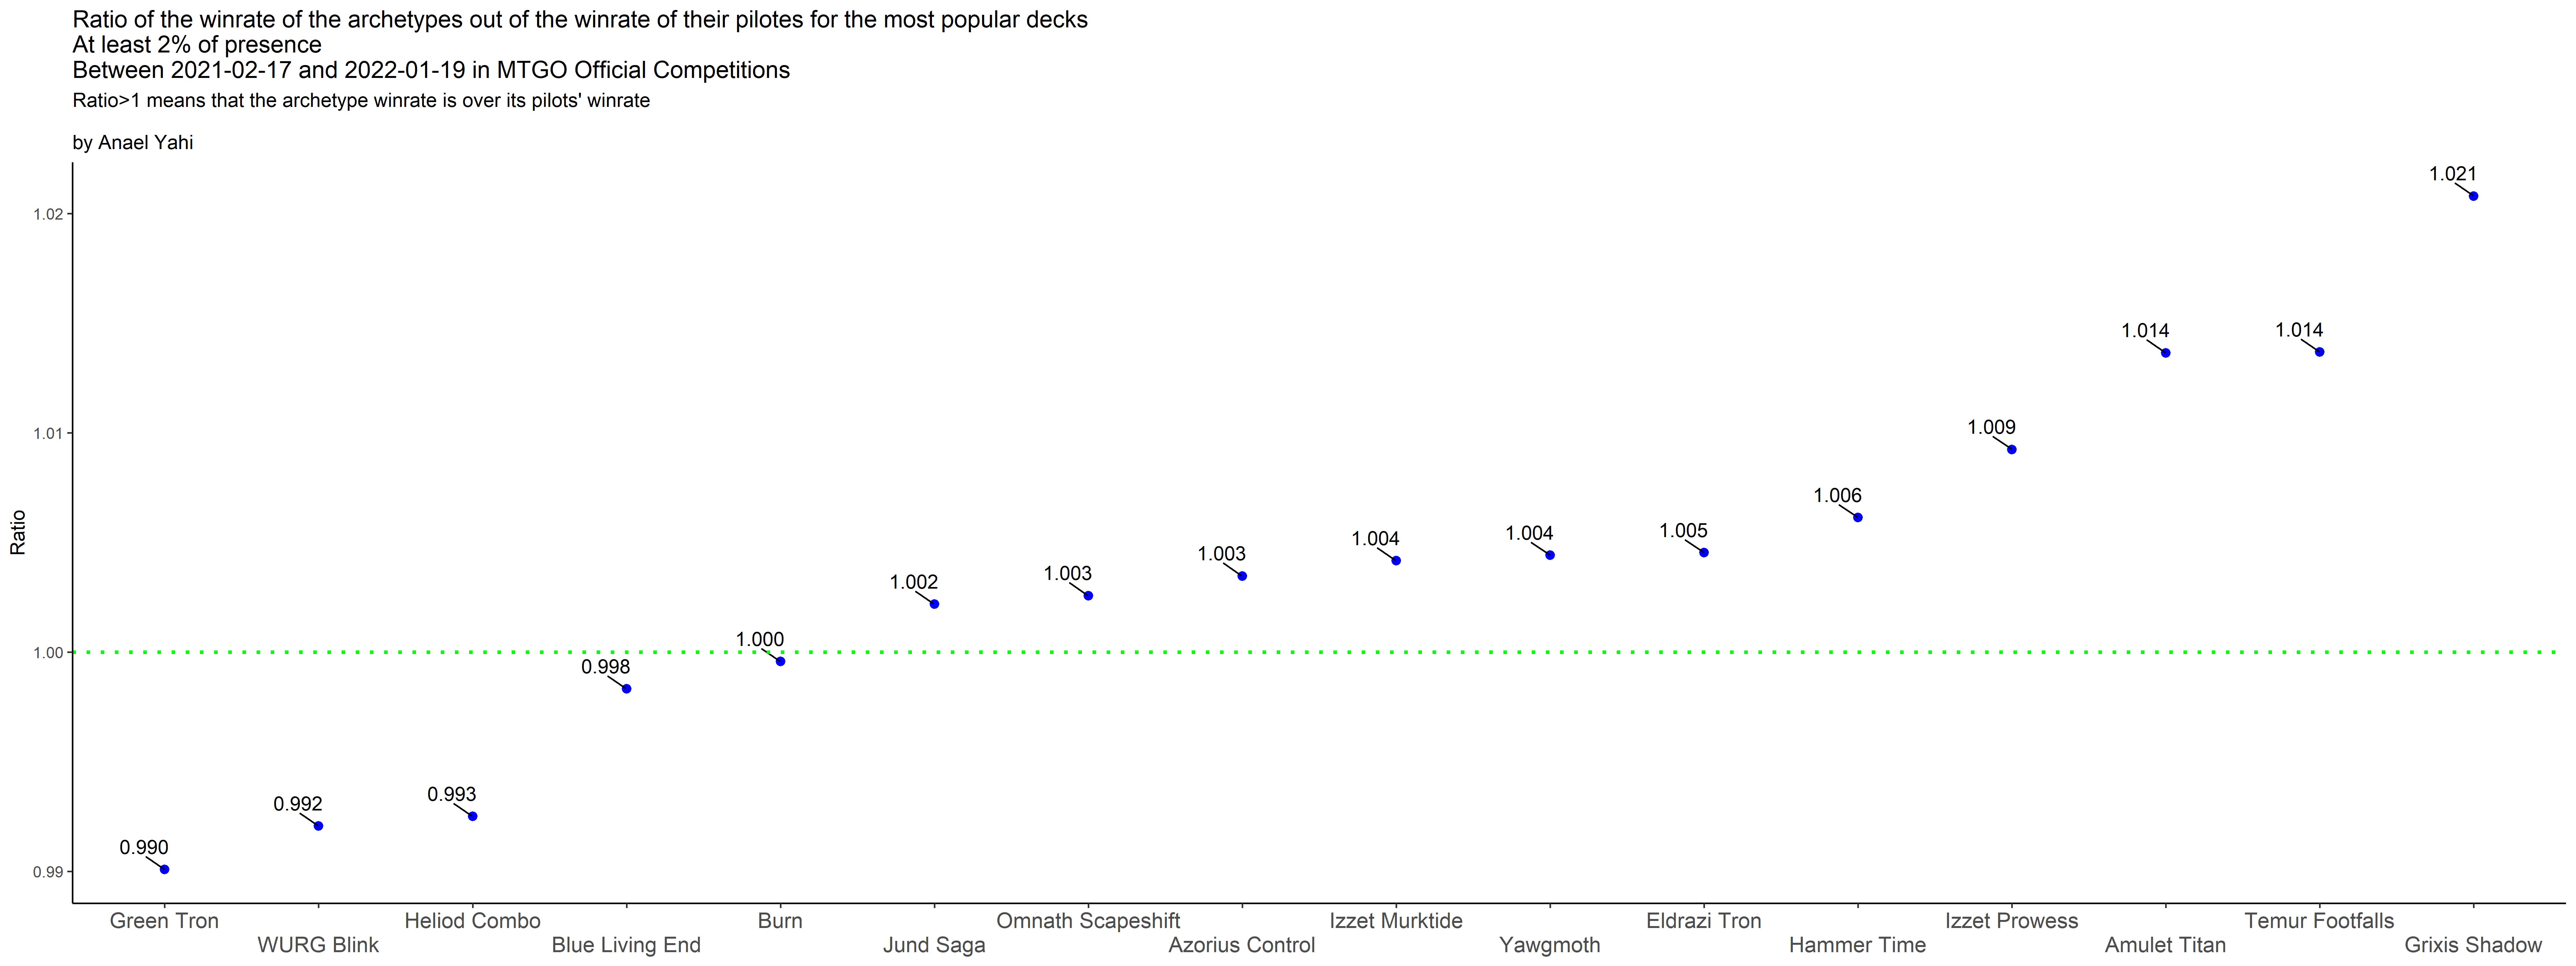 Ratio of the winrate of the archetypes out of the winrate of their pilotes for the most popular decks
At least 2% of presence
Between 2021-02-17 and 2022-01-19 in MTGO Official Competitions
Ratio>1 means that the archetype winrate is over its pilots' winrate
by Anael Yahi
Ratio
1.02
1.01
1.00
0.99
0.990
0.992
0.993
0.998
1.000
1.002
1.003
1.003
1.004
1.004
1.005
1.006
1.009
1.014
1.014
1.021
Green Tron
WURG Blink
Heliod Combo
Blue Living End
Burn
Jund Saga
Omnath Scapeshift
Azorius Control
Izzet Murktide
Yawgmoth
Eldrazi Tron
Hammer Time
Izzet Prowess
Amulet Titan
Temur Footfalls
Grixis Shadow